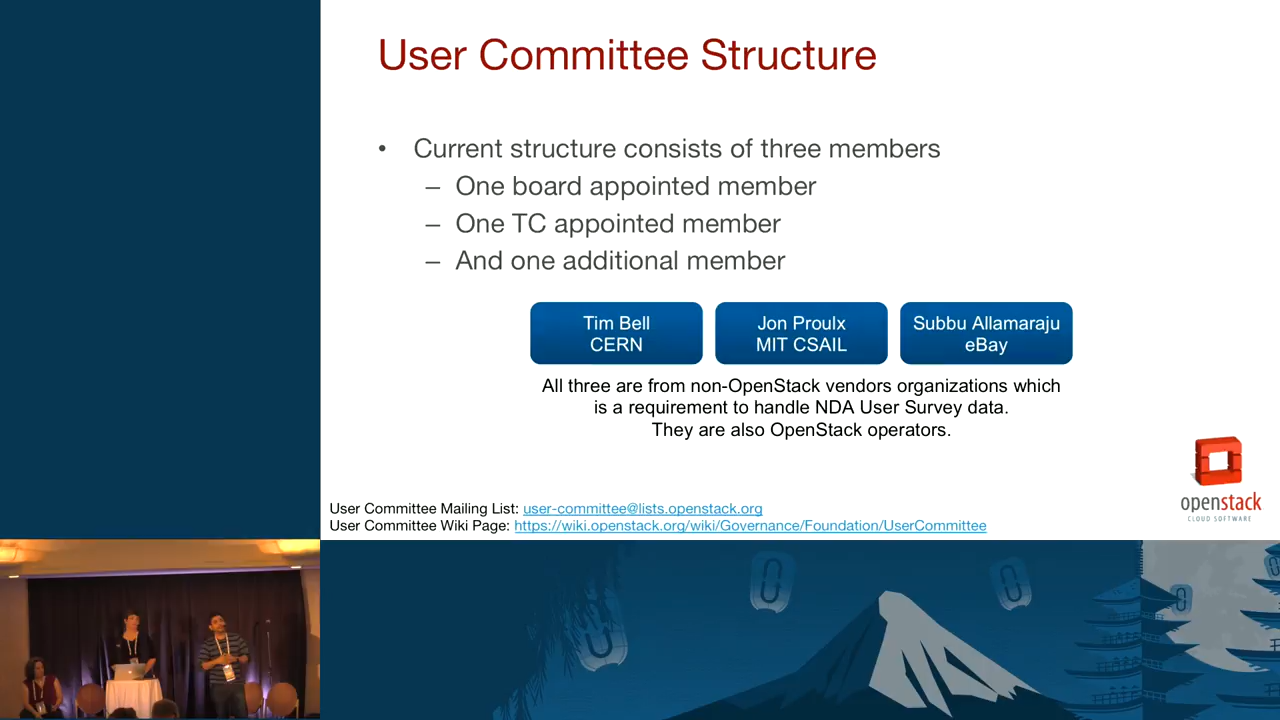 User Committee Structure
• Current structure consists of three members
– One board appointed member
– One TC appointed member
– And one additional member
Tim Bell
CERN
Jon Proulx
MIT CSAIL
Subbu Allamaraju
eBay
All three are from non-OpenStack vendors organizations which
is a requirement to handle NDA User Survey data.
They are also OpenStack operators.
openstack
CLOUD SOFTWARE
User Committee Mailing List: user-committee@lists.openstack.org
User Committee Wiki Page: https://wiki.openstack.org/wiki/Governance/Foundation/UserCommittee